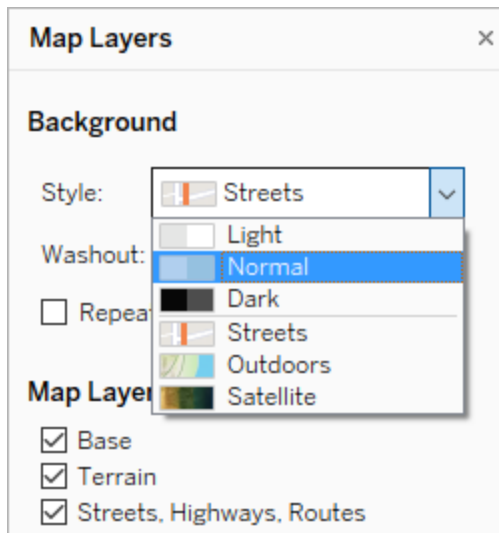 Map Layers
Background
Style: Streets
Light
Washout:
Normal
Dark
Repea
Streets
Outdoors
Map Layer
Satellite
Base
Terrain
Streets, Highways, Routes